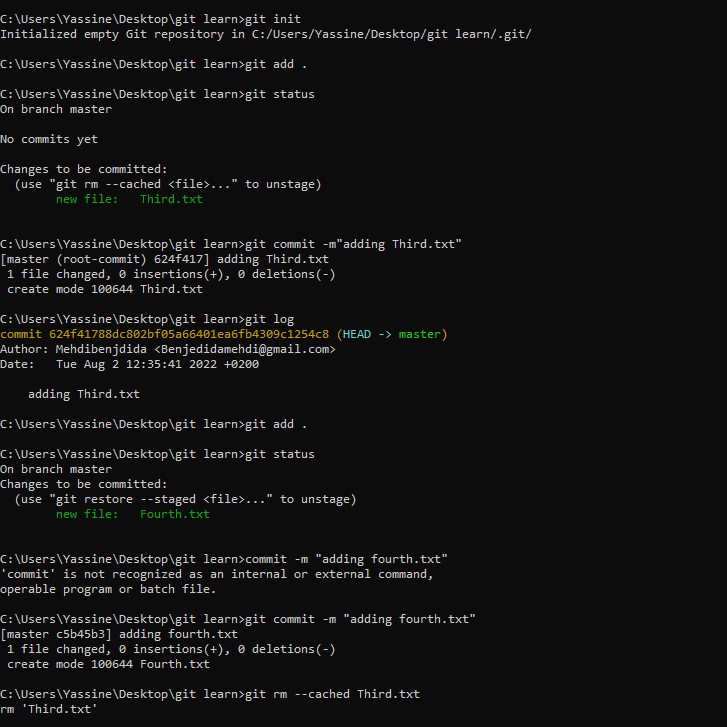 C:\Users\Yassine\Desktop\git learn>git init
Initialized empty Git repository in C:/Users/Yassine/Desktop/git learn/.git/
C:\Users\Yassine\Desktop\git learn>git add .
C:\Users\Yassine\Desktop\git learn>git status
On branch master
No commits yet
Changes to be committed:
  (use "git rm --cached <file>..." to unstage)
        new file:   Third.txt
C:\Users\Yassine\Desktop\git learn>git commit -m"adding Third.txt"
[master (root-commit) 624f417] adding Third.txt
 1 file changed, 0 insertions(+), 0 deletions(-)
 create mode 100644 Third.txt
C:\Users\Yassine\Desktop\git learn>git log
commit 624f41788dc802bf05a66401ea6fb4309c1254c8 (HEAD -> master)
Author: Mehdibenjdida <Benjedidamehdi@gmail.com>
Date:   Tue Aug 2 12:35:41 2022 +0200
    adding Third.txt
C:\Users\Yassine\Desktop\git learn>git add .
C:\Users\Yassine\Desktop\git learn>git status
On branch master
Changes to be committed:
  (use "git restore --staged <file>..." to unstage)
        new file:   Fourth.txt
C:\Users\Yassine\Desktop\git learn>commit -m "adding fourth.txt"
'commit' is not recognized as an internal or external command,
operable program or batch file.
C:\Users\Yassine\Desktop\git learn>git commit -m "adding fourth.txt"
[master c5b45b3] adding fourth.txt
 1 file changed, 0 insertions(+), 0 deletions(-)
 create mode 100644 Fourth.txt
C:\Users\Yassine\Desktop\git learn>git rm --cached Third.txt
rm 'Third.txt'